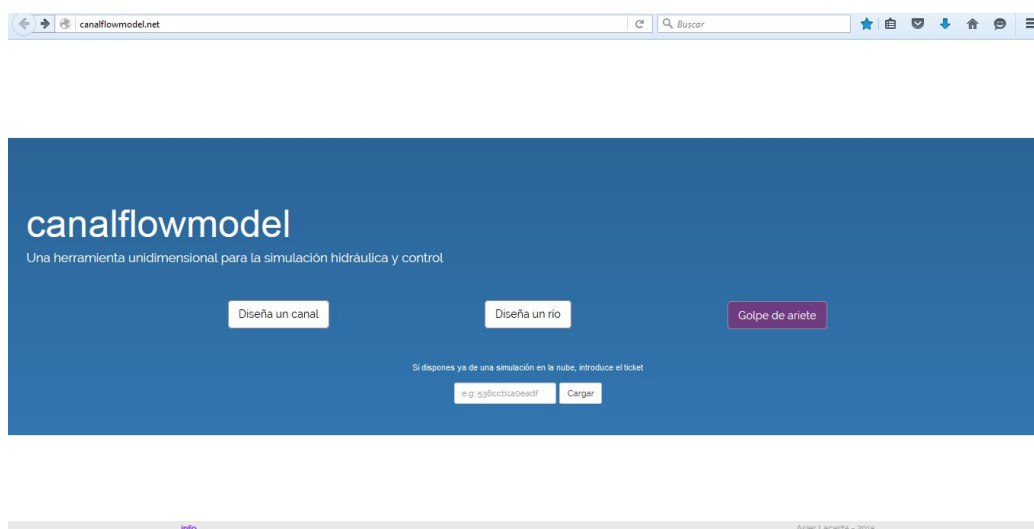 canalflowmodel.net
Buscar
canalflowmodel
Una herramienta unidimensional para la simulación hidráulica y control
Diseña un canal
Diseña un río
Golpe de ariete
Si dispones ya de una simulación en la nube, introduce el ticket
e.g: 536ccb1a0eadf
Cargar
info